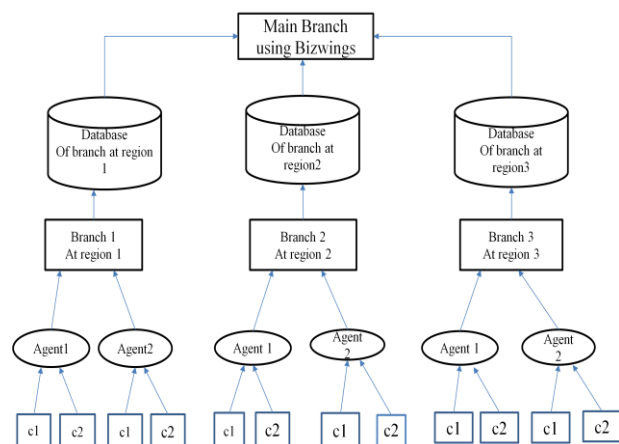 Main Branch
using Bizwings
Database
Of branch at region
1
Database
Of branch at
region2
Database
Of branch at
region3
Branch 1
At region 1
Branch 2
At region 2
Branch 3
At region 3
Agent1
Agent2
Agent 1
Agent
2
Agent 1
Agent
2
c1
c2
c1
c2
c1
c2
c1
c2
c1
c2
c1
c2